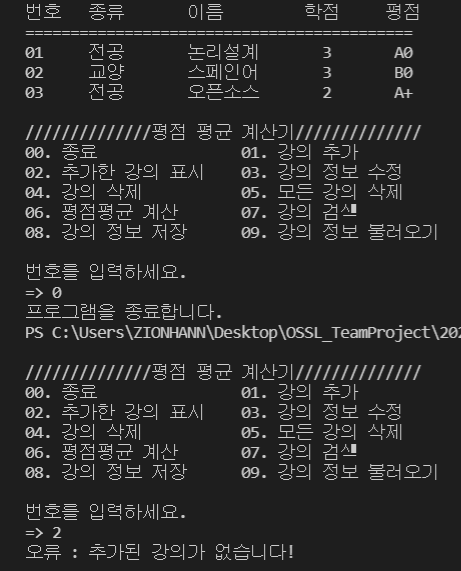 번호 종류 이름 학점 평점
===========================================
01 전공 논리설계 3 A0
02 교양 스페인어 3 B0
03 전공 오픈소스 2 A+
//////////////평점 평균 계산기//////////////
00. 종료 01. 강의 추가
02. 추가한 강의 표시 03. 강의 정보 수정
04. 강의 삭제 05. 모든 강의 삭제
06. 평점평균 계산 07. 강의 검색
08. 강의 정보 저장 09. 강의 정보 불러오기
번호를 입력하세요.
=> 0
프로그램을 종료합니다.
PS C:\Users\ZIONHANN\Desktop\OSSL_TeamProject\202
//////////////평점 평균 계산기//////////////
00. 종료 01. 강의 추가
02. 추가한 강의 표시 03. 강의 정보 수정
04. 강의 삭제 05. 모든 강의 삭제
06. 평점평균 계산 07. 강의 검색
08. 강의 정보 저장 09. 강의 정보 불러오기
번호를 입력하세요.
=> 2
오류 : 추가된 강의가 없습니다!